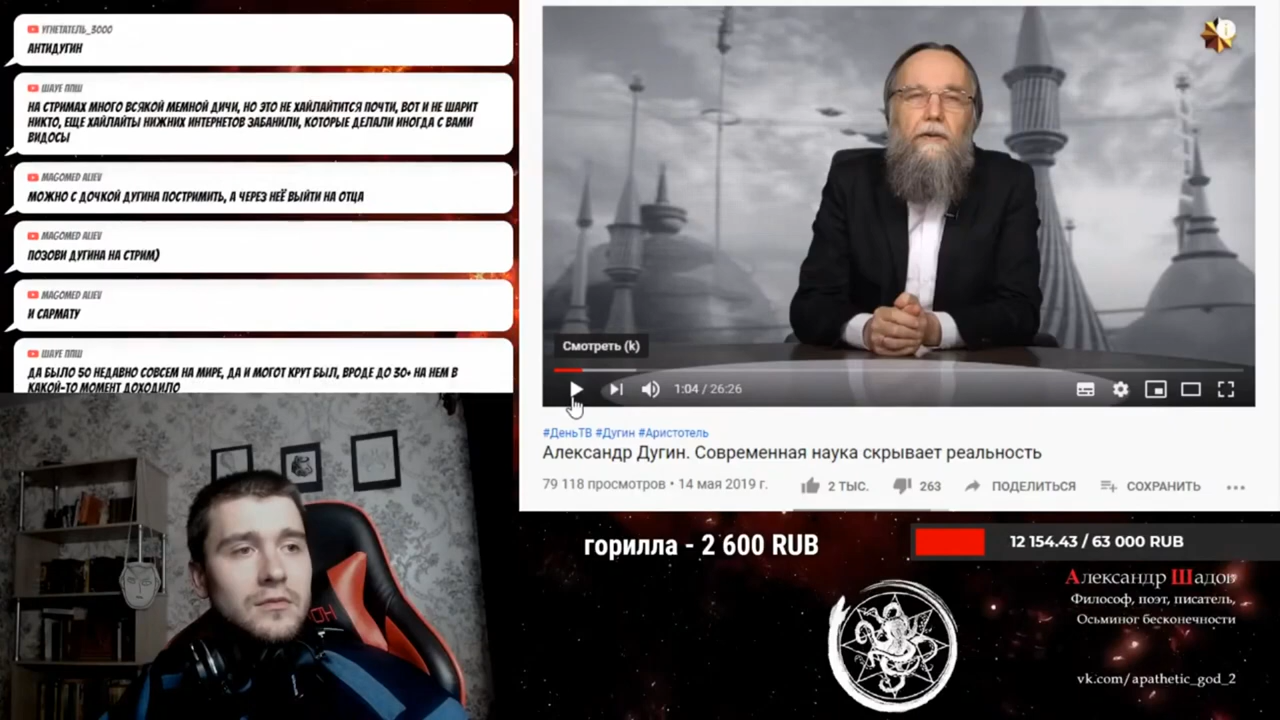 УГНЕТАТЕЛЬ_3000
АНТИДУГИН
ШАУЕ ППШ
НА СТРИМАХ МНОГО ВСЯКОЙ МЕМНОЙ ДИЧИ, НО ЭТО НЕ ХАЙЛАЙТИТСЯ ПОЧТИ, ВОТ И НЕ ШАРИТ
НИКТО, ЕЩЕ ХАЙЛАЙТЫ НИЖНИХ ИНТЕРНЕТОВ ЗАБАНИЛИ, КОТОРЫЕ ДЕЛАЛИ ИНОГДА С ВАМИ
ВИДОСЫ
MAGOMED ALIEV
МОЖНО С ДОЧКОЙ ДУГИНА ПОСТРИМИТЬ, А ЧЕРЕЗ НЕЁ ВЫЙТИ НА ОТЦА
MAGOMED ALIEV
ПОЗОВИ ДУГИНА НА СТРИМ)
MAGOMED ALIEV
И САРМАТУ
ШАУЕ ППШ
ДА БЫЛО 50 НЕДАВНО СОВСЕМ НА МИРЕ, ДА И МОГОТ КРУТ БЫЛ, ВРОДЕ ДО 30+ НА НЕМ В
КАКОЙ-ТО МОМЕНТ ДОХОДИЛО
Смотреть (k)
1:04 / 26:26
#ДеньТВ #Дугин #Аристотель
Александр Дугин. Современная наука скрывает реальность
79 118 просмотров • 14 мая 2019 г.
2 ТЫС.
263
ПОДЕЛИТЬСЯ
СОХРАНИТЬ
горилла - 2 600 RUB
12 154.43 / 63 000 RUB
Александр Шадов
Философ, поэт, писатель,
Осьминог бесконечности
vk.com/apathetic_god_2